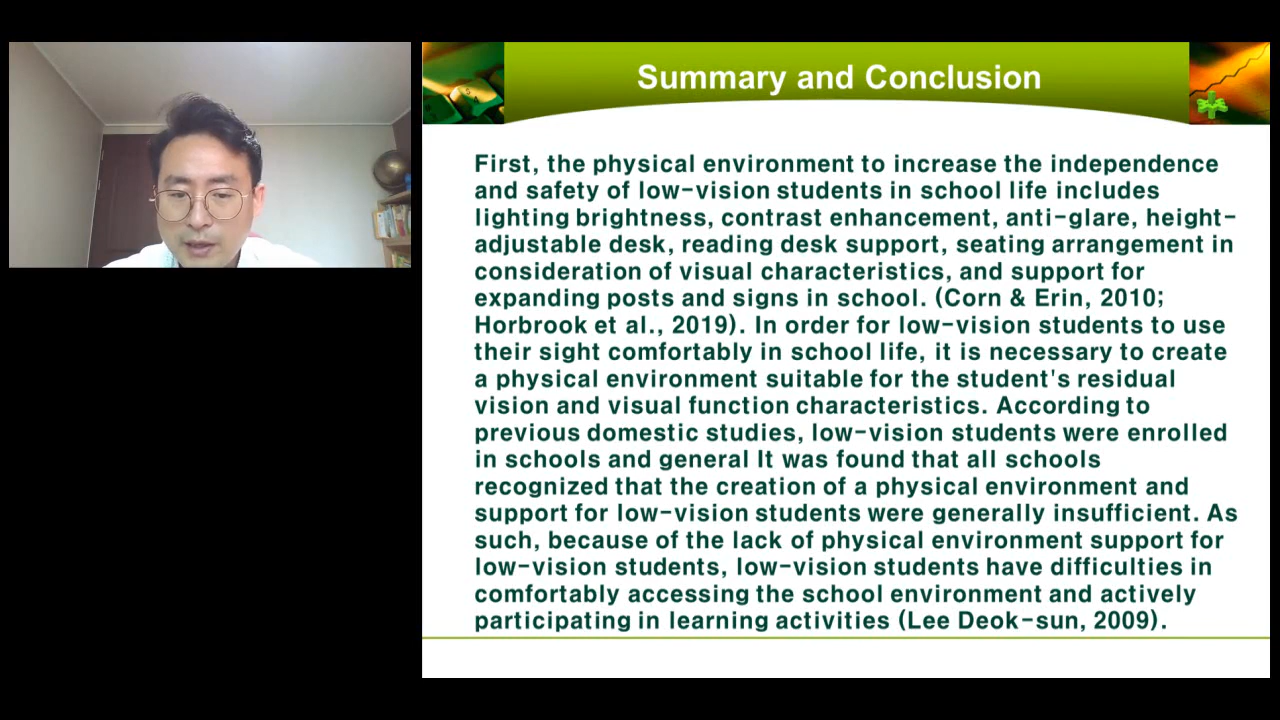 Summary and Conclusion
First, the physical environment to increase the independence
and safety of low-vision students in school life includes
lighting brightness, contrast enhancement, anti-glare, height-
adjustable desk, reading desk support, seating arrangement in
consideration of visual characteristics, and support for
expanding posts and signs in school. (Corn & Erin, 2010;
Horbrook et al., 2019). In order for low-vision students to use
their sight comfortably in school life, it is necessary to create
a physical environment suitable for the student's residual
vision and visual function characteristics. According to
previous domestic studies, low-vision students were enrolled
in schools and general It was found that all schools
recognized that the creation of a physical environment and
support for low-vision students were generally insufficient. As
such, because of the lack of physical environment support for
low-vision students, low-vision students have difficulties in
comfortably accessing the school environment and actively
participating in learning activities (Lee Deok-sun, 2009).